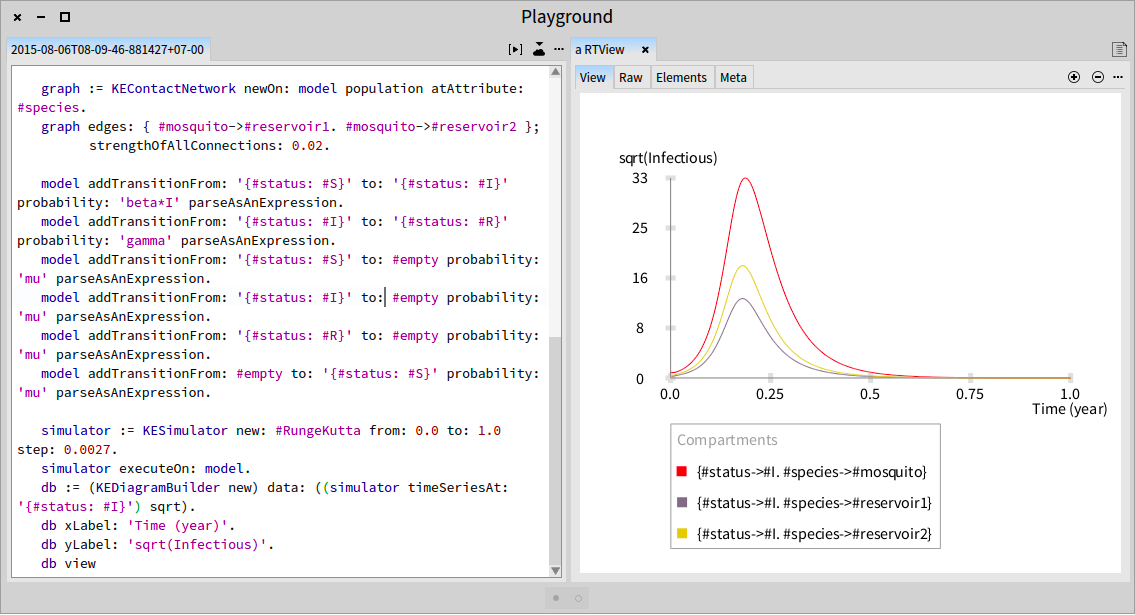 Playground
2015-08-06T08-09-46-881427+07-00
graph := KEContactNetwork newOn: model population atAttribute:
#species.
graph edges: { #mosquito->#reservoir1. #mosquito->#reservoir2 };
strengthOfAllConnections: 0.02.
model addTransitionFrom: '{#status: #S}' to: '{#status: #I}'
probability: 'beta*I' parseAsAnExpression.
model addTransitionFrom: '{#status: #I}' to: '{#status: #R}'
probability: 'gamma' parseAsAnExpression.
model addTransitionFrom: '{#status: #S}' to: #empty probability:
'mu' parseAsAnExpression.
model addTransitionFrom: '{#status: #I}' to: #empty probability:
'mu' parseAsAnExpression.
model addTransitionFrom: '{#status: #R}' to: #empty probability:
'mu' parseAsAnExpression.
model addTransitionFrom: #empty to: '{#status: #S}' probability:
'mu' parseAsAnExpression.
simulator := KESimulator new: #RungeKutta from: 0.0 to: 1.0
step: 0.0027.
simulator executeOn: model.
db := (KEDiagramBuilder new) data: ((simulator timeSeriesAt:
'{#status: #I}') sqrt).
db xLabel: 'Time (year)'.
db yLabel: 'sqrt(Infectious)'.
db view
a RTView
View Raw Elements Meta
sqrt(Infectious)
33
25
16
8
0
0.0 0.25 0.5 0.75 1.0
Time (year)
Compartments
{#status->#I. #species->#mosquito}
{#status->#I. #species->#reservoir1}
{#status->#I. #species->#reservoir2}